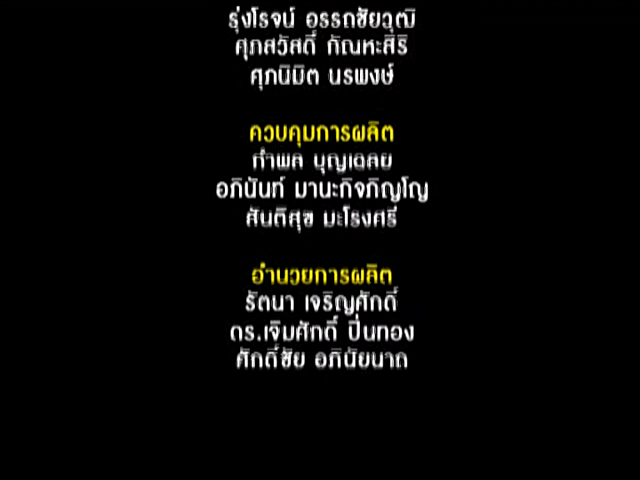 รุ่งโรจน์ อรรถชัยวุฒิ
ศุภสวัสดิ์ กัณหะสิริ
ศุภนิมิต นรพงษ์
ควบคุมการผลิต
กำพล บุญเฉลย
อภินันท์ มานะกิจภิญโญ
สันติสุข มะโรงศรี
อำนวยการผลิต
รัตนา เจริญศักดิ์
ดร.เจิมศักดิ์ ปิ่นทอง
ศักดิ์ชัย อภินัยนาถ